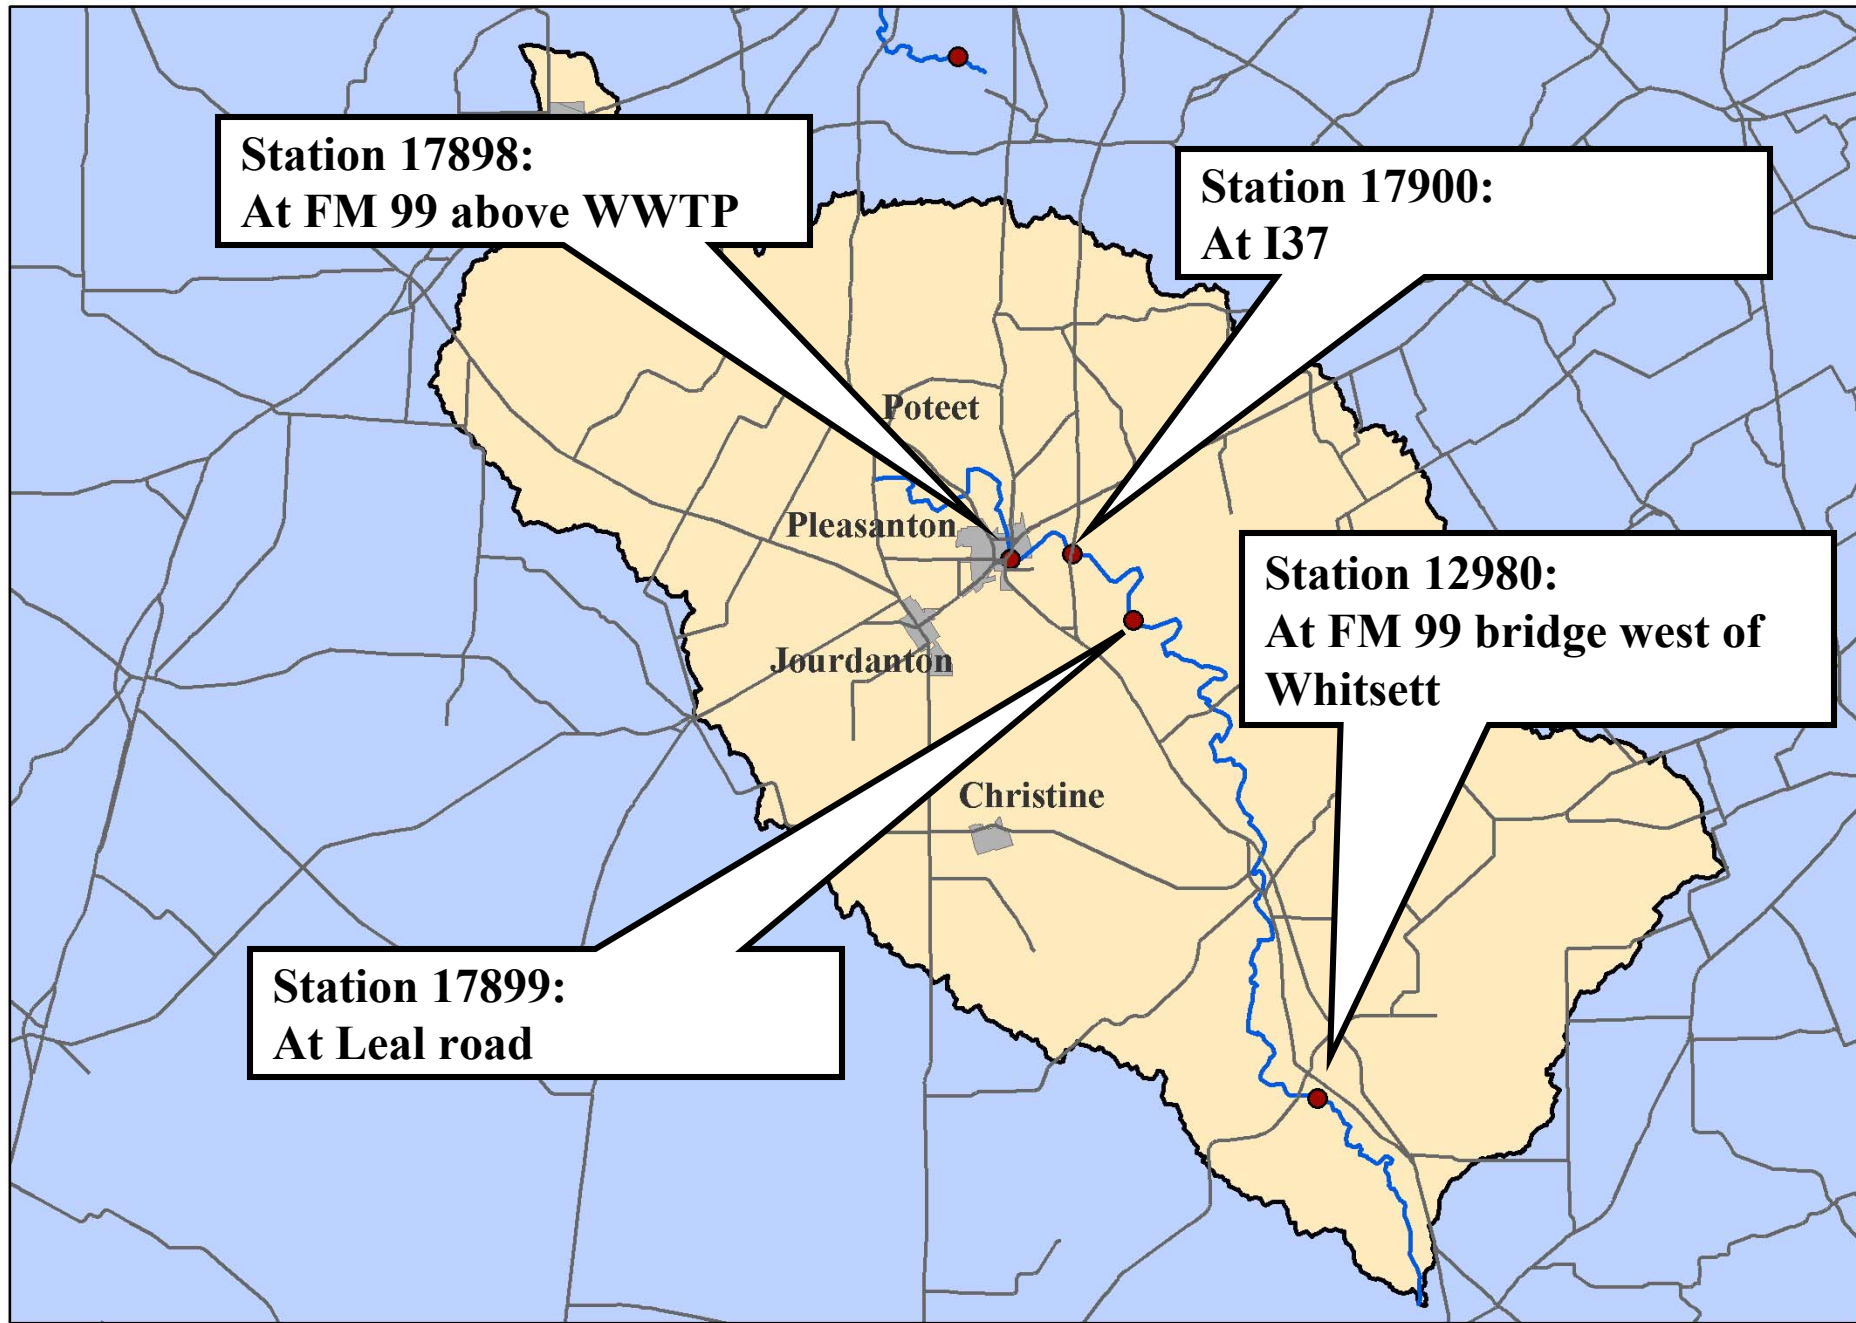 Station 17898:
At FM 99 above WWTP
Station 17900:
At I37
Poteet
Pleasanton
Station 12980:
At FM 99 bridge west of
Whitsett
Jourdanton
Christine
Station 17899:
At Leal road